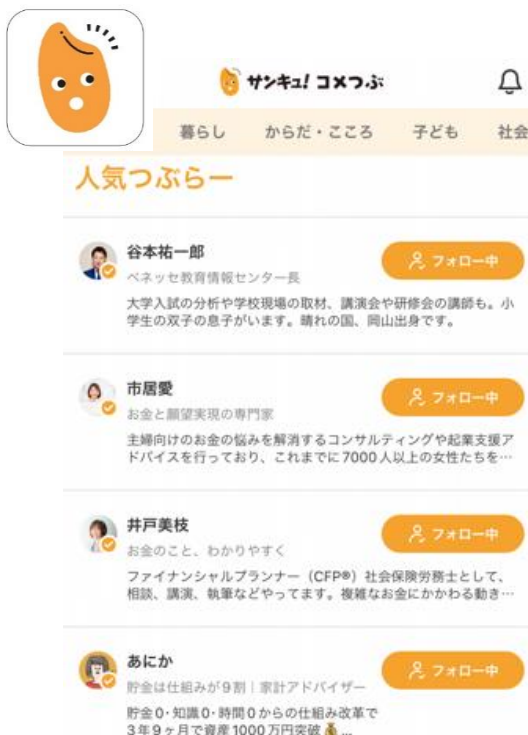 サンキュ!コメつぶ
暮らし からだ・こころ 子ども 社会
人気つぶらー
谷本祐一郎
フォロー中
ベネッセ教育情報センター長
大学入試の分析や学校現場の取材、講演会や研修会の講師も。小
学生の双子の息子がいます。晴れの国、岡山出身です。
市居愛
フォロー中
お金と願望実現の専門家
主婦向けのお金の悩みを解消するコンサルティングや起業支援ア
ドバイスを行っており、これまでに7000人以上の女性たちを…
井戸美枝
フォロー中
お金のこと、わかりやすく
ファイナンシャルプランナー(CFP®)社会保険労務士として、
相談、講演、執筆などやってます。複雑なお金にかかわる動き…
あにか
フォロー中
貯金は仕組みが9割|家計アドバイザー
貯金0・知識0・時間0からの仕組み改革で
3年9ヶ月で資産1000万円突破💰...